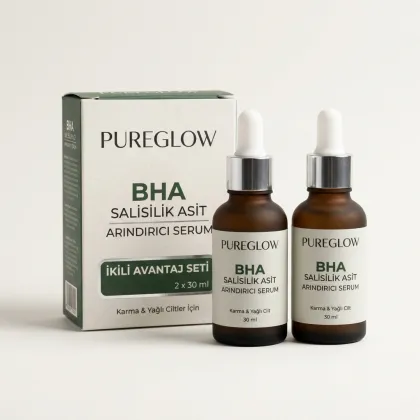 PUREGLOW
BHA
SALİSİLİK ASİT
ARINDIRICI SERUM
İKİLİ AVANTAJ SETİ
2 x 30 ml
Karma & Yağlı Ciltler İçin
BHA
PUREGLOW
BHA
SALİSİLİK ASİT
ARINDIRICI SERUM
Karma & Yağlı Cilt
30 ml
PUREGLOW
BHA
SALİSİLİK ASİT
ARINDIRICI SERUM
Karma & Yağlı Cilt
30 ml